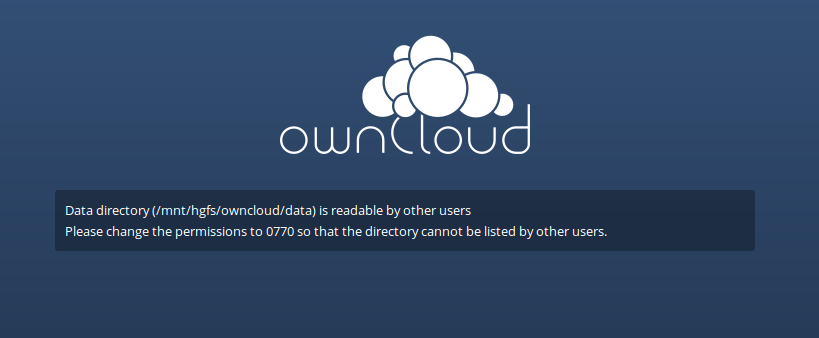 ownCloud
Data directory (/mnt/hgfs/owncloud/data) is readable by other users
Please change the permissions to 0770 so that the directory cannot be listed by other users.